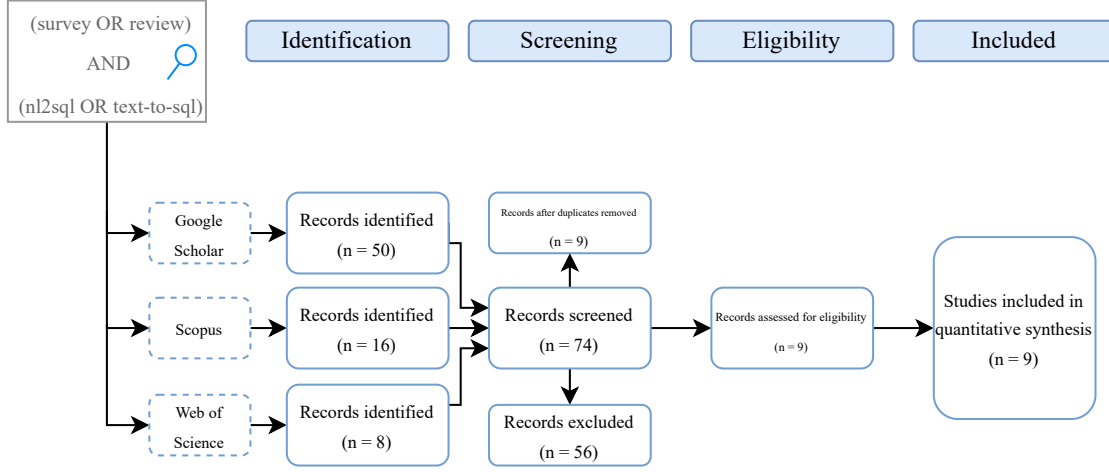 (survey OR review)
AND
(nl2sql OR text-to-sql)
Identification
Screening
Eligibility
Included
Google
Scholar
Records identified
(n = 50)
Records after duplicates removed
(n = 9)
Scopus
Records identified
(n = 16)
Records screened
(n = 74)
Records assessed for eligibility
(n = 9)
Studies included in
quantitative synthesis
(n = 9)
Web of
Science
Records identified
(n = 8)
Records excluded
(n = 56)